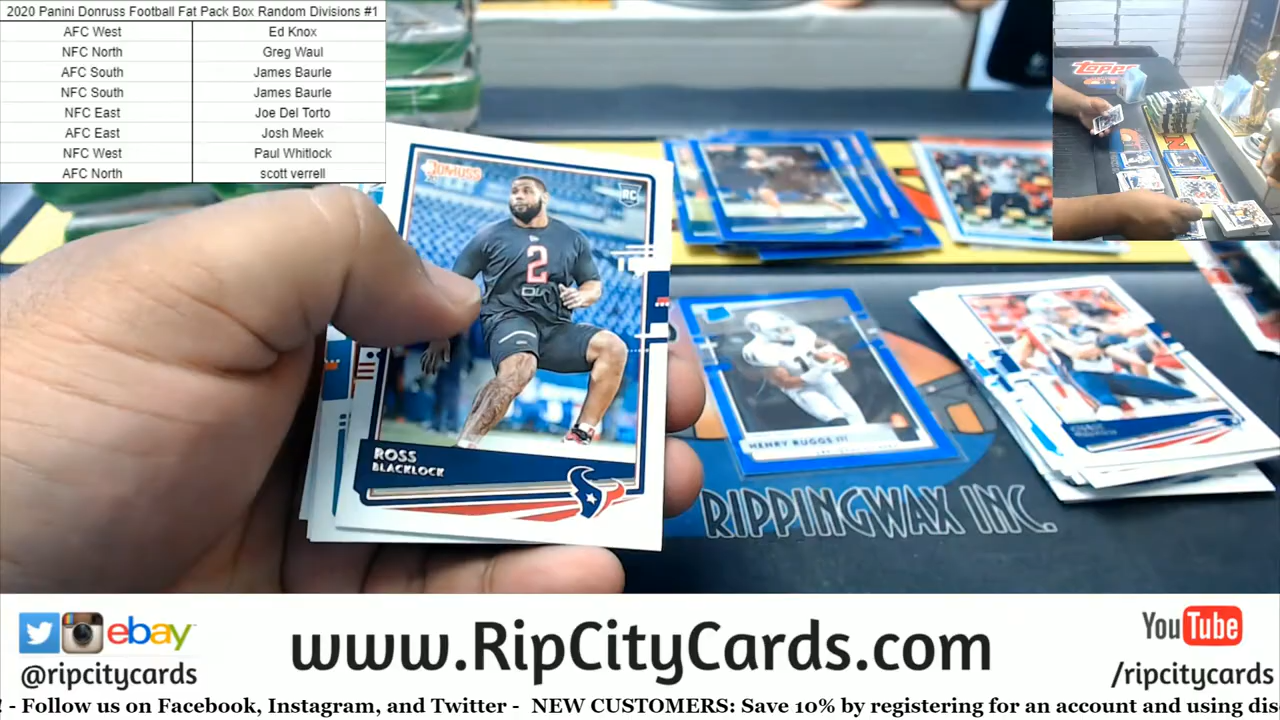 2020 Panini Donruss Football Fat Pack Box Random Divisions #1
AFC West Ed Knox
NFC North Greg Waul
AFC South James Baurle
NFC South James Baurle
NFC East Joe Del Torto
AFC East Josh Meek
NFC West Paul Whitlock
AFC North scott verrell
TOPPS
DONRUSS
RC
2
DL
ROSS
BLACKLOCK
HENRY RUGGS III
RIPPINGWAX INC.
ebay
@ripcitycards
www.RipCityCards.com
YouTube
/ripcitycards
! - Follow us on Facebook, Instagram, and Twitter - NEW CUSTOMERS: Save 10% by registering for an account and using dis